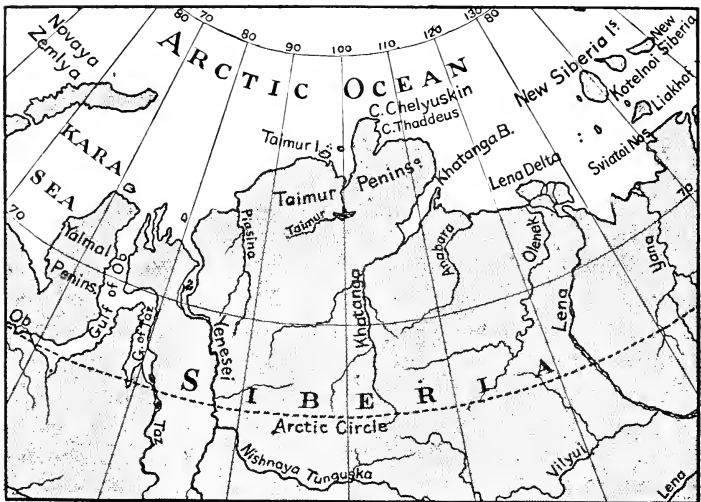 80 70 80 90 100 110 120 130 80
Novaya
Zemlya
ARCTIC OCEAN
New Siberia Is.
New
Siberia
Kotelnoi
Liakhof
C. Chelyuskin
C. Thaddeus
KARA
SEA
Taimur I.
Khatanga B.
Sviatoi Nos
Lena Delta
Taimur Penins.
Taimur
70
70
Yalmal
Penins.
Gulf of Ob
Piasina
Anabara
Olenek
Yana
Ob
G. of Taz
Yenesei
Khatanga
Lena
SIBERIA
Arctic Circle
Taz
Nishnaya Tunguska
Vilyui
Lena